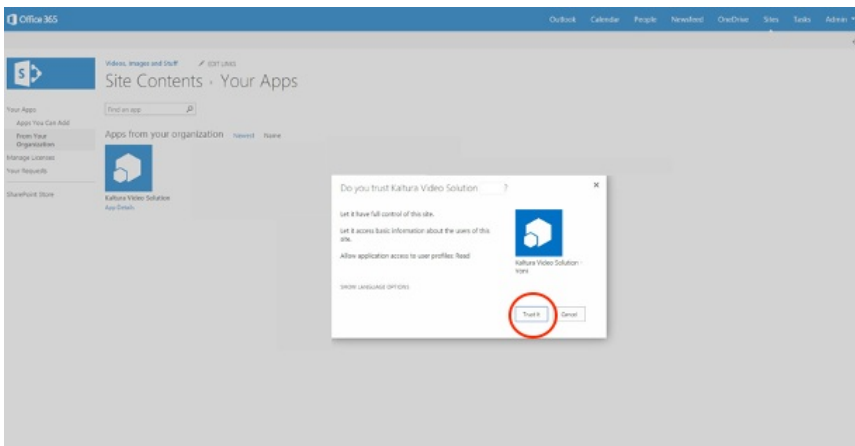 Office 365
Outlook Calendar People Newsfeed OneDrive Sites Tasks Admin
Videos, Images and Stuff EDIT LINKS
Site Contents › Your Apps
Find an app
Your Apps
Apps You Can Add
From Your
Organization
Manage Licenses
Your Requests
SharePoint Store
Apps from your organization Newest Name
Kaltura Video Solution
App Details
Do you trust Kaltura Video Solution ?
Let it have full control of this site.
Let it access basic information about the users of this
site.
Allow application access to user profiles: Read
SHOW LANGUAGE OPTIONS
Kaltura Video Solution -
Trust It Cancel